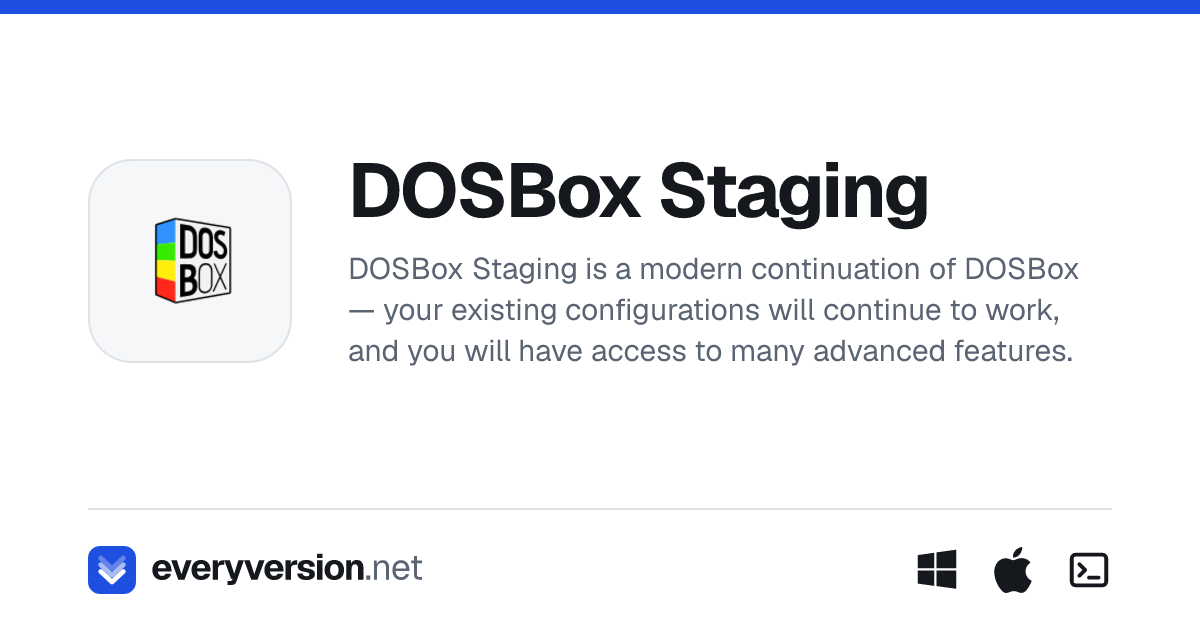 DOSBox Staging
DOS
BOX
DOSBox Staging is a modern continuation of DOSBox
— your existing configurations will continue to work,
and you will have access to many advanced features.
everyversion.net